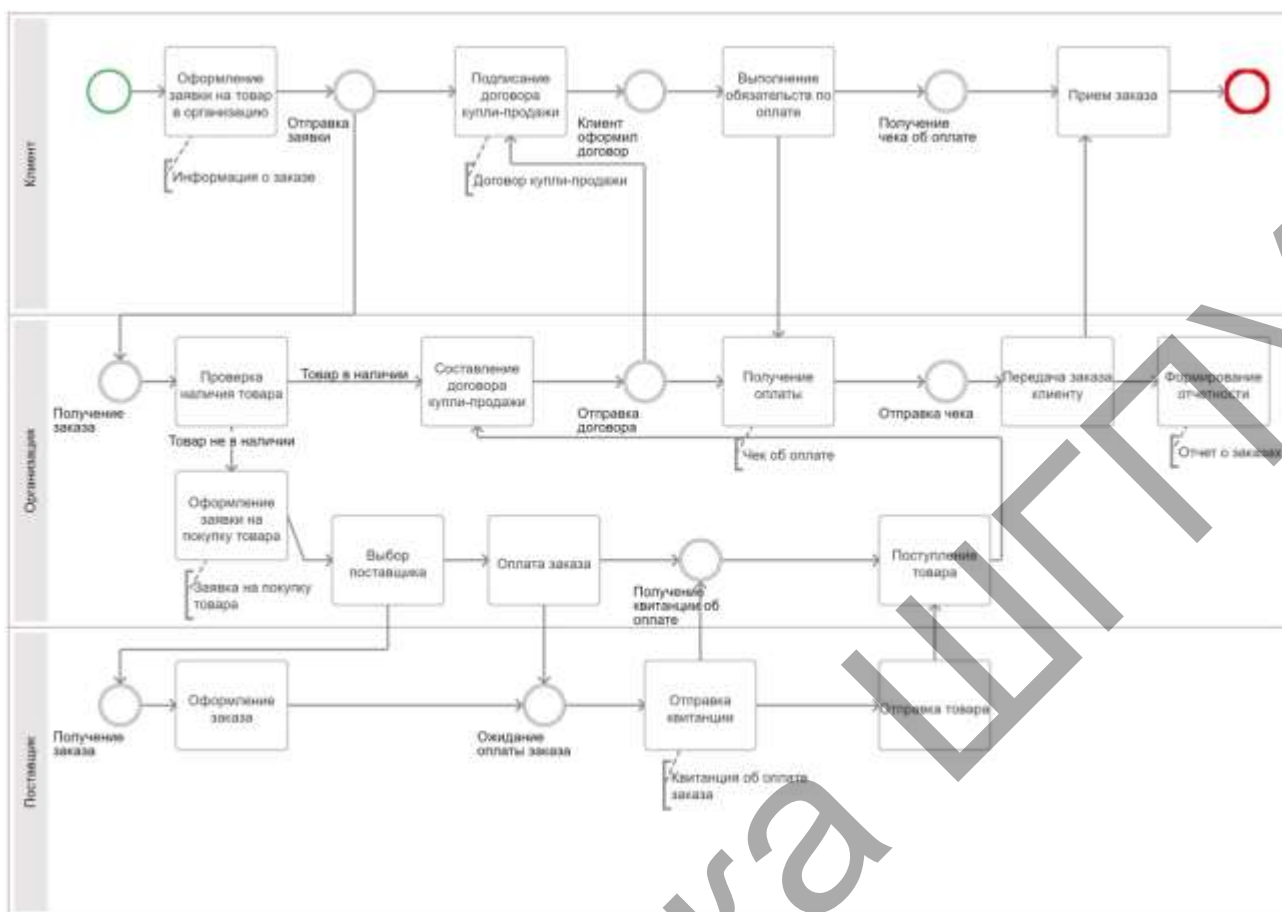 Клиент
Оформление
заявки на товар
в организацию
Отправка
заявки
Информация о заказе
Подписание
договора
купли-продажи
Клиент
оформил
договор
Договор купли-продажи
Выполнение
обязательств по
оплате
Получение
чека об оплате
Прием заказа
Организация
Получение
заказа
Проверка
наличия товара
Товар в наличии
Составление
договора
купли-продажи
Отправка
договора
Получение
оплаты
Чек об оплате
Отправка чека
Передача заказа
клиенту
Формирование
отчетности
Отчет о заказах
Товар не в наличии
Оформление
заявки на
покупку товара
Заявка на покупку
товара
Выбор
поставщика
Оплата заказа
Получение
квитанции об
оплате
Поступление
товара
Поставщик
Получение
заказа
Оформление
заказа
Ожидание
оплаты заказа
Отправка
квитанции
Квитанция об оплате
заказа
Отправка товара